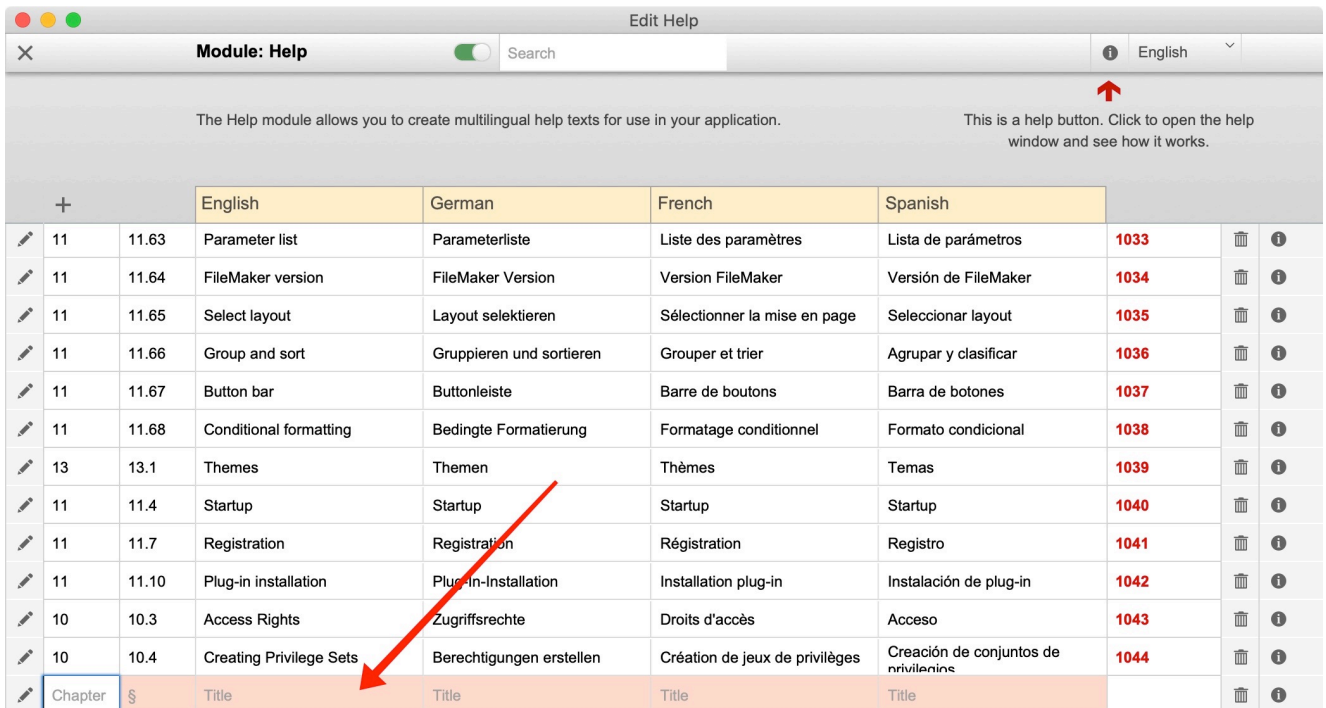 Edit Help
Module: Help Search English
The Help module allows you to create multilingual help texts for use in your application.
This is a help button. Click to open the help
window and see how it works.
+ English German French Spanish
11 11.63 Parameter list Parameterliste Liste des paramètres Lista de parámetros 1033
11 11.64 FileMaker version FileMaker Version Version FileMaker Versión de FileMaker 1034
11 11.65 Select layout Layout selektieren Sélectionner la mise en page Seleccionar layout 1035
11 11.66 Group and sort Gruppieren und sortieren Grouper et trier Agrupar y clasificar 1036
11 11.67 Button bar Buttonleiste Barre de boutons Barra de botones 1037
11 11.68 Conditional formatting Bedingte Formatierung Formatage conditionnel Formato condicional 1038
13 13.1 Themes Themen Thèmes Temas 1039
11 11.4 Startup Startup Startup Startup 1040
11 11.7 Registration Registration Régistration Registro 1041
11 11.10 Plug-in installation Plug-In-Installation Installation plug-in Instalación de plug-in 1042
10 10.3 Access Rights Zugriffsrechte Droits d'accès Acceso 1043
10 10.4 Creating Privilege Sets Berechtigungen erstellen Création de jeux de privilèges Creación de conjuntos de
privilegios 1044
Chapter § Title Title Title Title